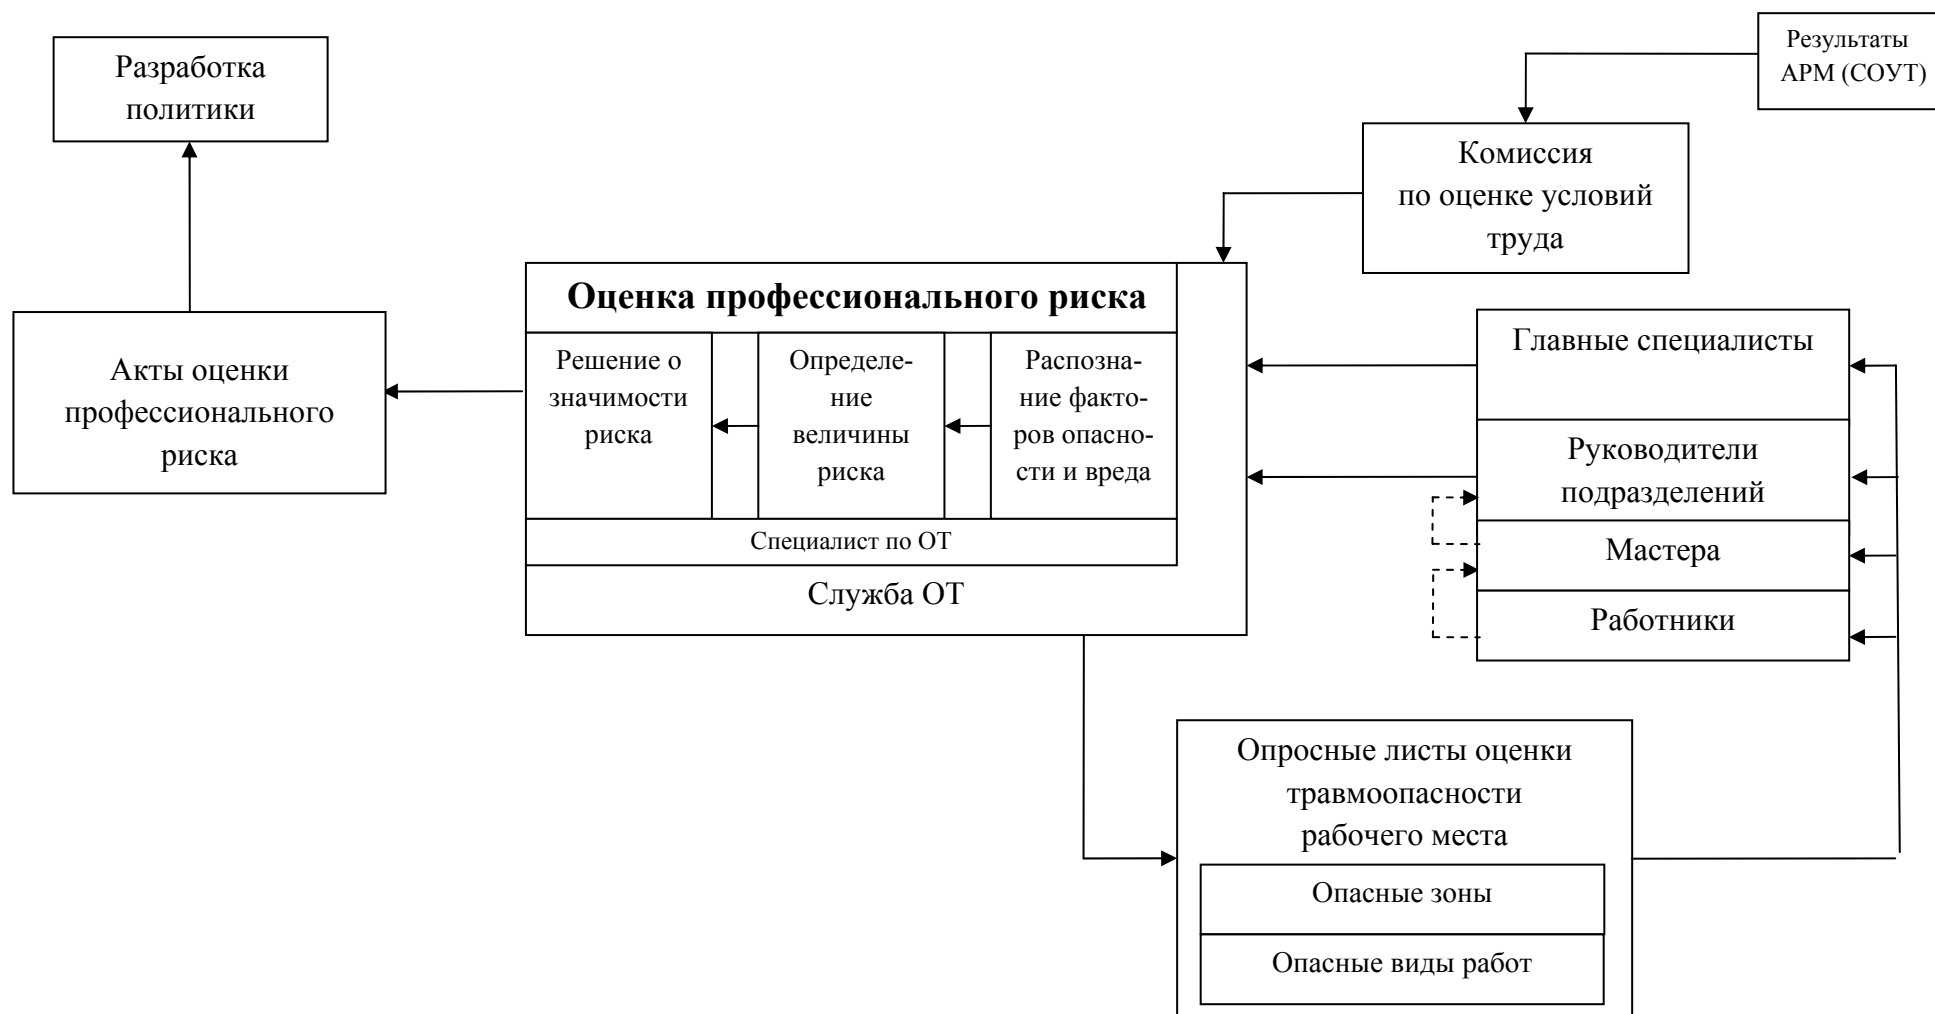 Разработка
политики
Результаты
АРМ (СОУТ)
Комиссия
по оценке условий
труда
Оценка профессионального риска
Решение о
значимости
риска
Определе-
ние
величины
риска
Распозна-
ние факто-
ров опасно-
сти и вреда
Специалист по ОТ
Служба ОТ
Акты оценки
профессионального
риска
Главные специалисты
Руководители
подразделений
Мастера
Работники
Опросные листы оценки
травмоопасности
рабочего места
Опасные зоны
Опасные виды работ